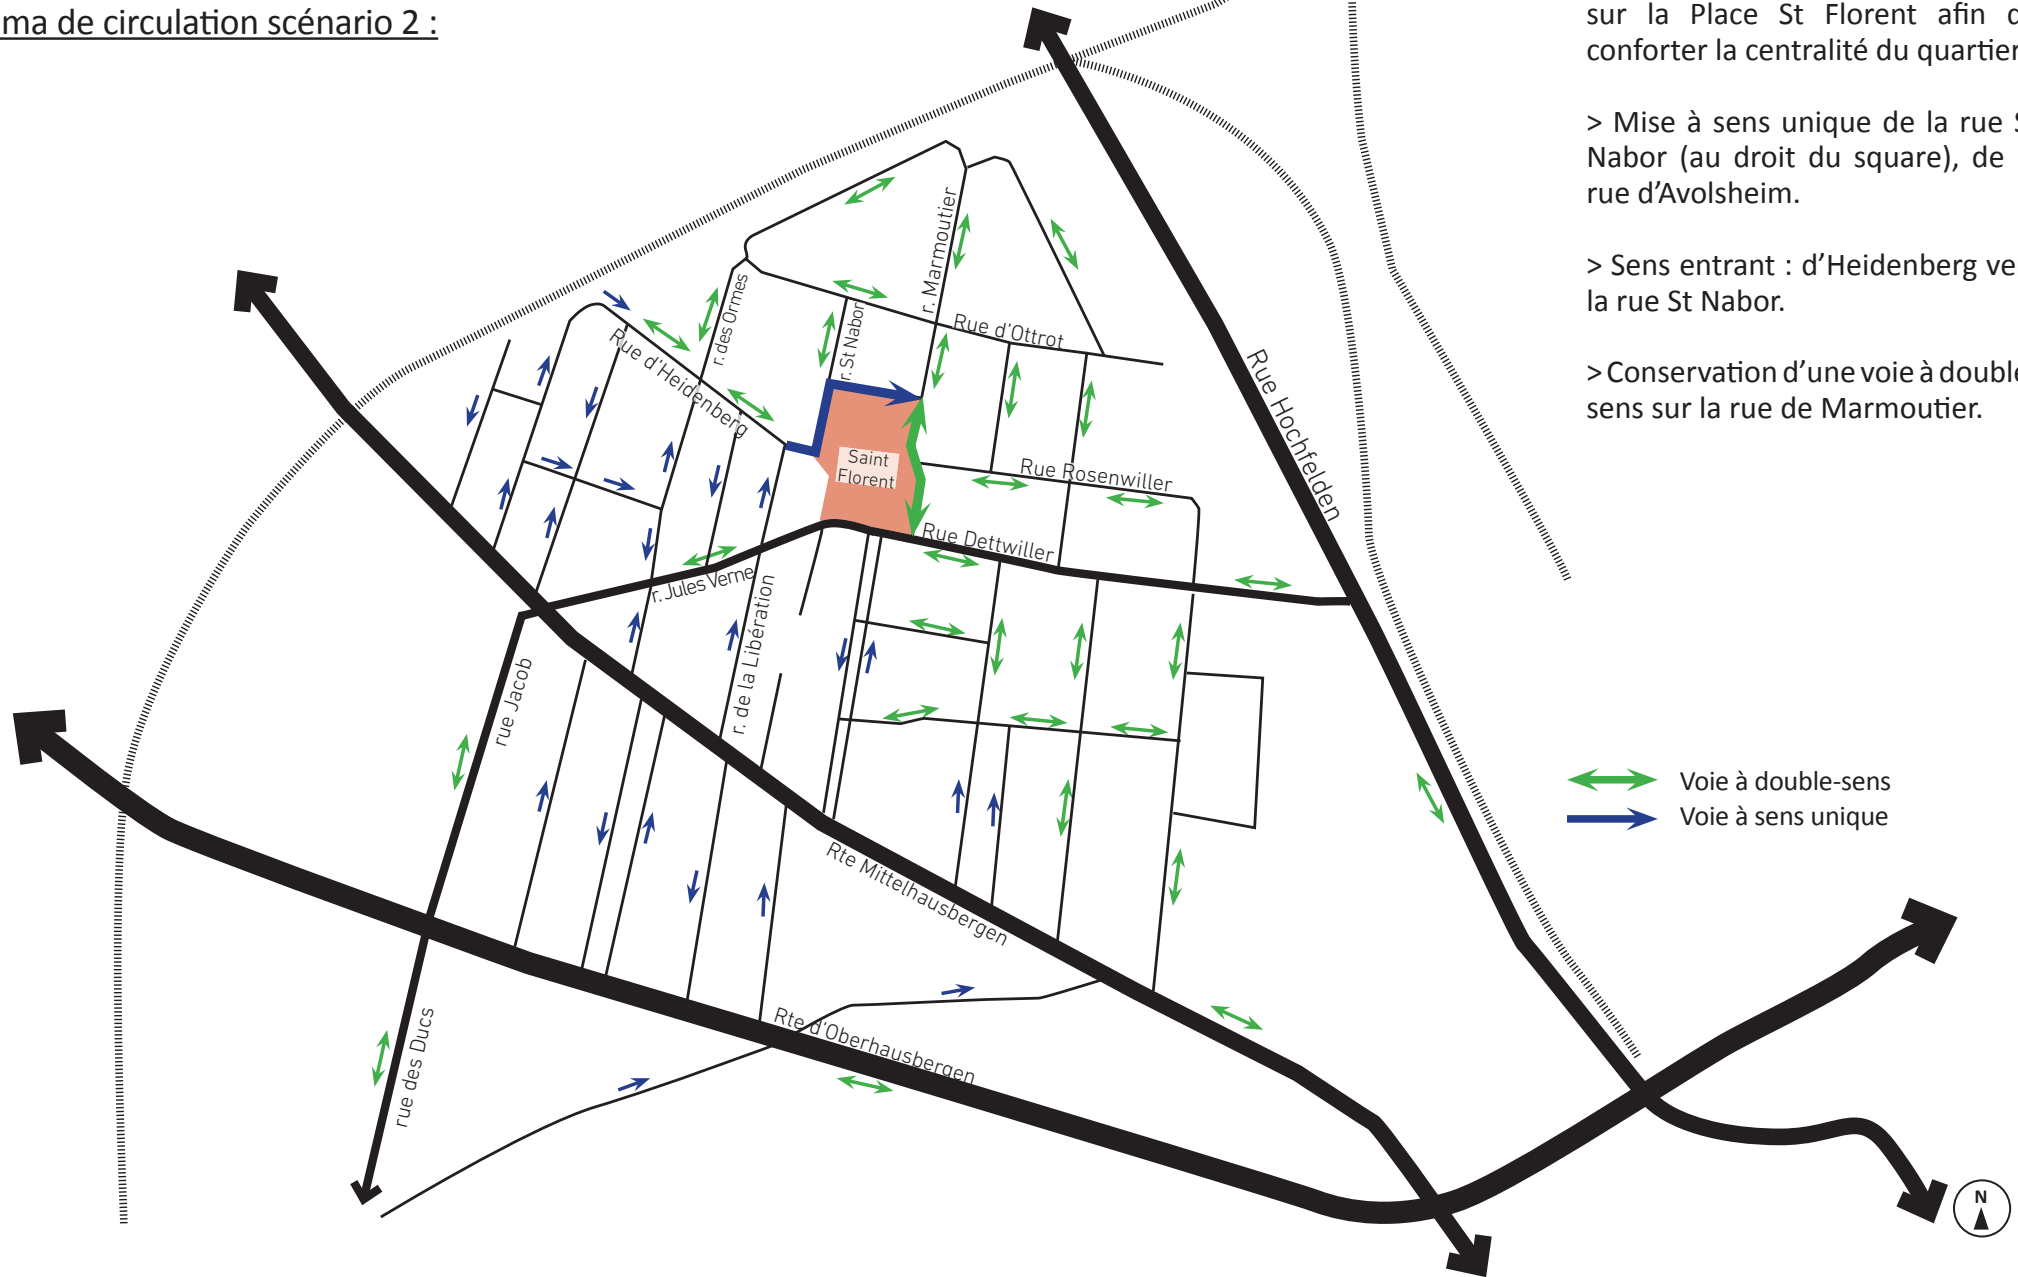 ma de circulation scénario 2 :
sur la Place St Florent afin d
conforter la centralité du quartier
> Mise à sens unique de la rue S
Nabor (au droit du square), de
rue d'Avolsheim.
> Sens entrant : d'Heidenberg ve
la rue St Nabor.
> Conservation d'une voie à double
sens sur la rue de Marmoutier.
r. Marmoutier
r. des Ormes
r. St Nabor
Rue d'Ottrot
Rue d'Heidenberg
Rue Hochfelden
Saint
Florent
Rue Rosenwiller
Rue Dettwiller
r. Jules Verne
r. de la Libération
rue Jacob
Voie à double-sens
Voie à sens unique
Rte Mittelhausbergen
Rte d'Oberhausbergen
rue des Ducs
N